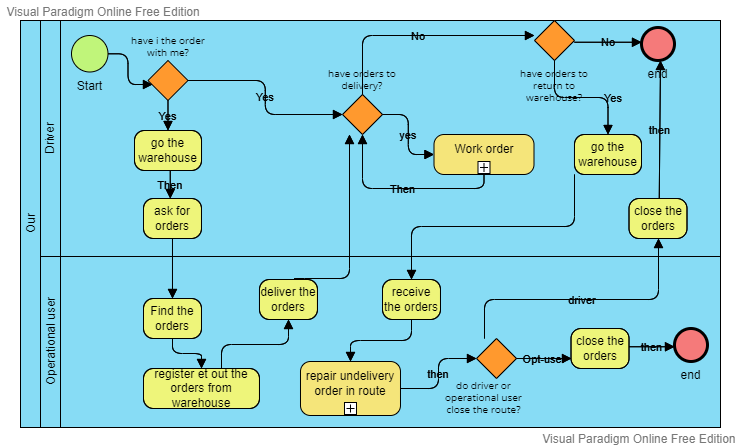 Visual Paradigm Online Free Edition
Our
Driver
Operational user
Start
have i the order
with me?
Yes
Yes
go the
warehouse
Then
ask for
orders
have orders to
delivery?
No
yes
Work order
Then
have orders to
return to
warehouse?
No
end
Yes
go the
warehouse
then
close the
orders
Find the
orders
register et out the
orders from
warehouse
deliver the
orders
receive
the orders
repair undelivery
order in route
then
do driver or
operational user
close the route?
driver
Opt-use
close the
orders
then
end
Visual Paradigm Online Free Edition